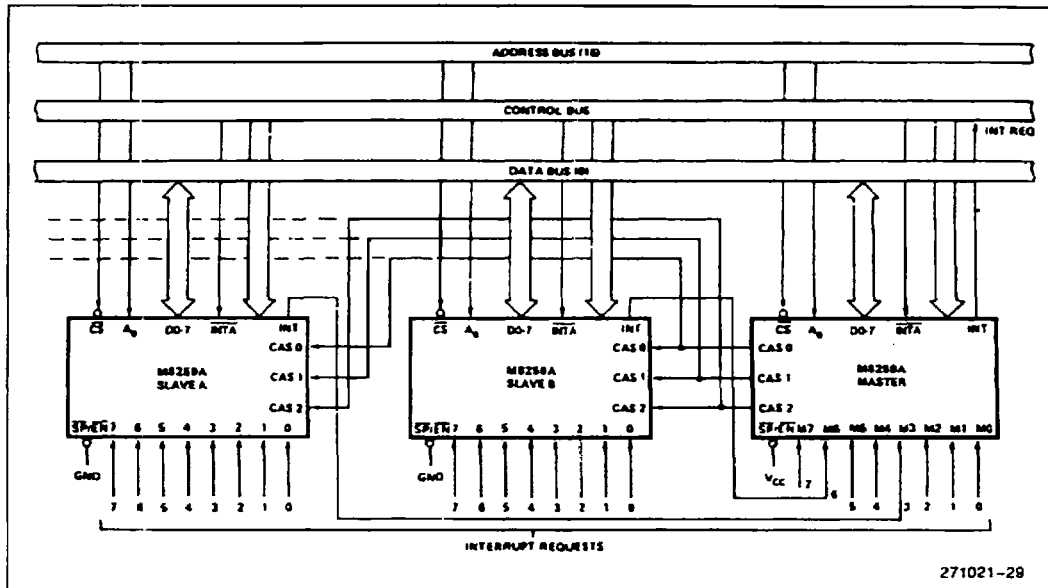 ADDRESS BUS (16)
CONTROL BUS
INT REQ
DATA BUS (8)
CS A0 D0-7 INTA INT
M8259A
SLAVE A
CAS 0
CAS 1
CAS 2
SP/EN 7 6 5 4 3 2 1 0
GND
7 6 5 4 3 2 1 0
CS A0 D0-7 INTA INT
M8259A
SLAVE B
CAS 0
CAS 1
CAS 2
SP/EN 7 6 5 4 3 2 1 0
GND
7 6 5 4 3 2 1 0
CS A0 D0-7 INTA INT
CAS 0
CAS 1
CAS 2
M8259A
MASTER
SP/EN M7 M6 M5 M4 M3 M2 M1 M0
VCC
7 6 5 4 3 2 1 0
INTERRUPT REQUESTS
271021-29